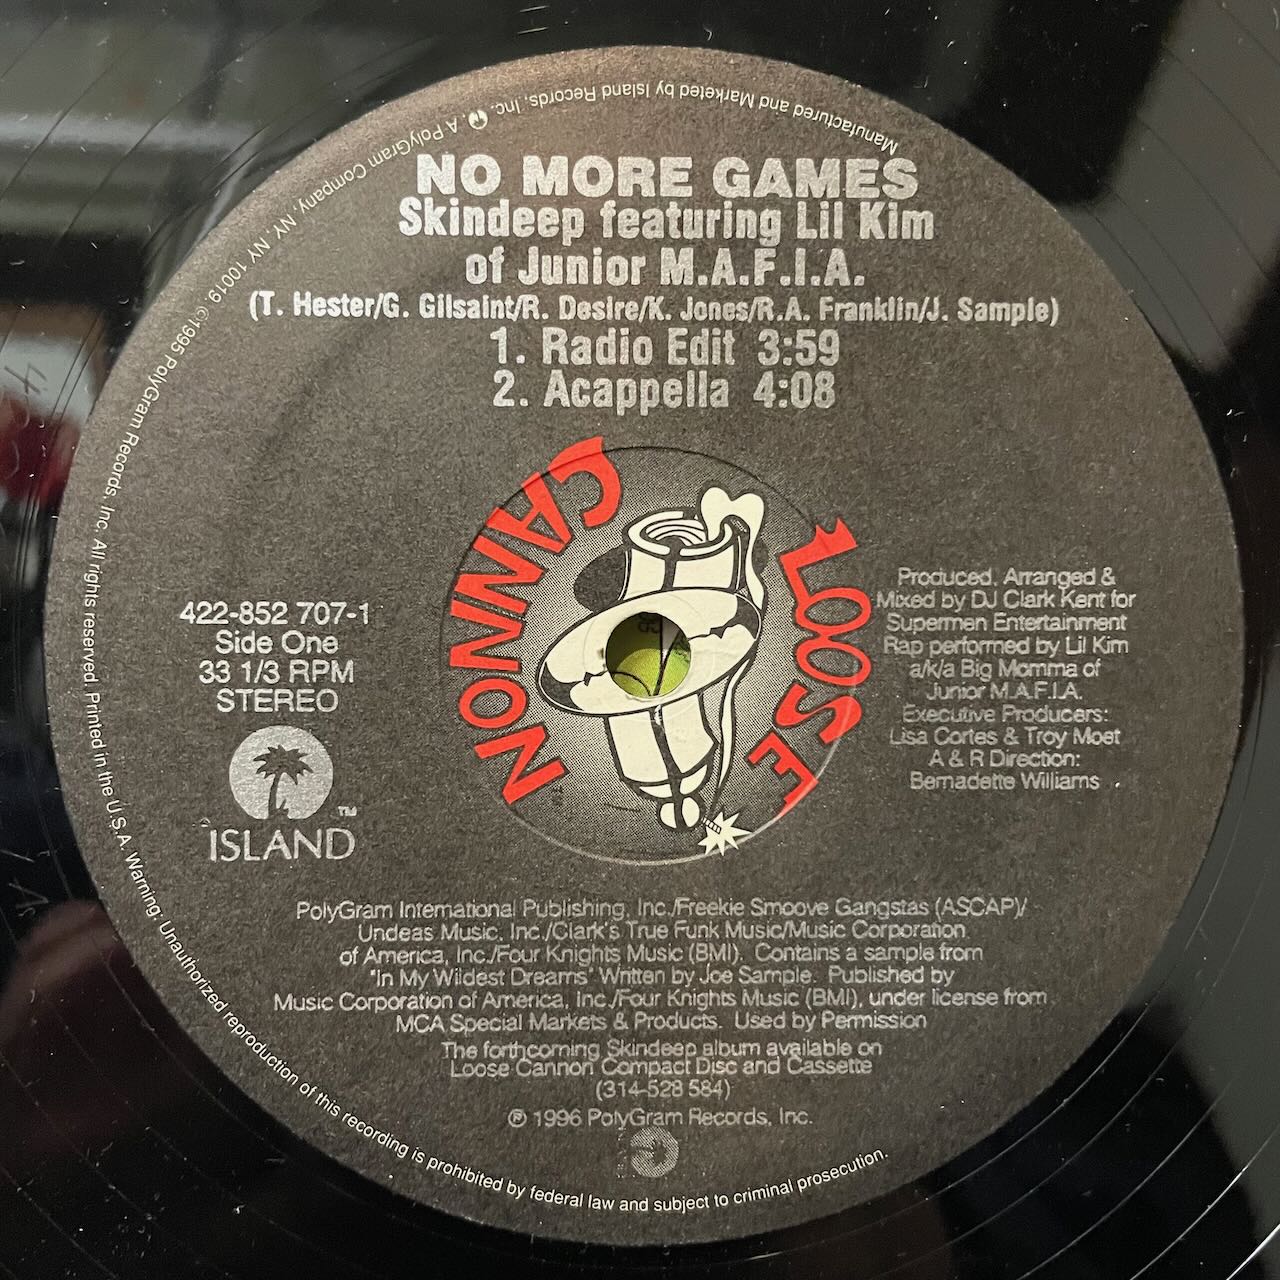 NO MORE GAMES
Skindeep featuring Lil Kim
of Junior M.A.F.I.A.
(T. Hester/G. Gilsaint/R. Desire/K. Jones/R.A. Franklin/J. Sample)
1. Radio Edit 3:59
2. Acappella 4:08
LOOSE
CANNON
422-852 707-1
Side One
33 1/3 RPM
STEREO
ISLAND™
Produced, Arranged &
Mixed by DJ Clark Kent for
Supermen Entertainment
Rap performed by Lil Kim
a/k/a Big Momma of
Junior M.A.F.I.A.
Executive Producers:
Lisa Cortes & Troy Moet
A & R Direction:
Bernadette Williams
PolyGram International Publishing, Inc./Freekie Smoove Gangstas (ASCAP)/
Undeas Music, Inc./Clark's True Funk Music/Music Corporation
of America, Inc./Four Knights Music (BMI). Contains a sample from
"In My Wildest Dreams" Written by Joe Sample. Published by
Music Corporation of America, Inc./Four Knights Music (BMI), under license from
MCA Special Markets & Products. Used by Permission
The forthcoming Skindeep album available on
Loose Cannon Compact Disc and Cassette
(314-528 584)
℗ 1996 PolyGram Records, Inc.
Manufactured and Marketed by Island Records, Inc. A PolyGram Company, NY, NY 10019. ©1995 PolyGram Records, Inc. All rights reserved. Printed in the U.S.A. Warning: Unauthorized reproduction of this recording is prohibited by federal law and subject to criminal prosecution.